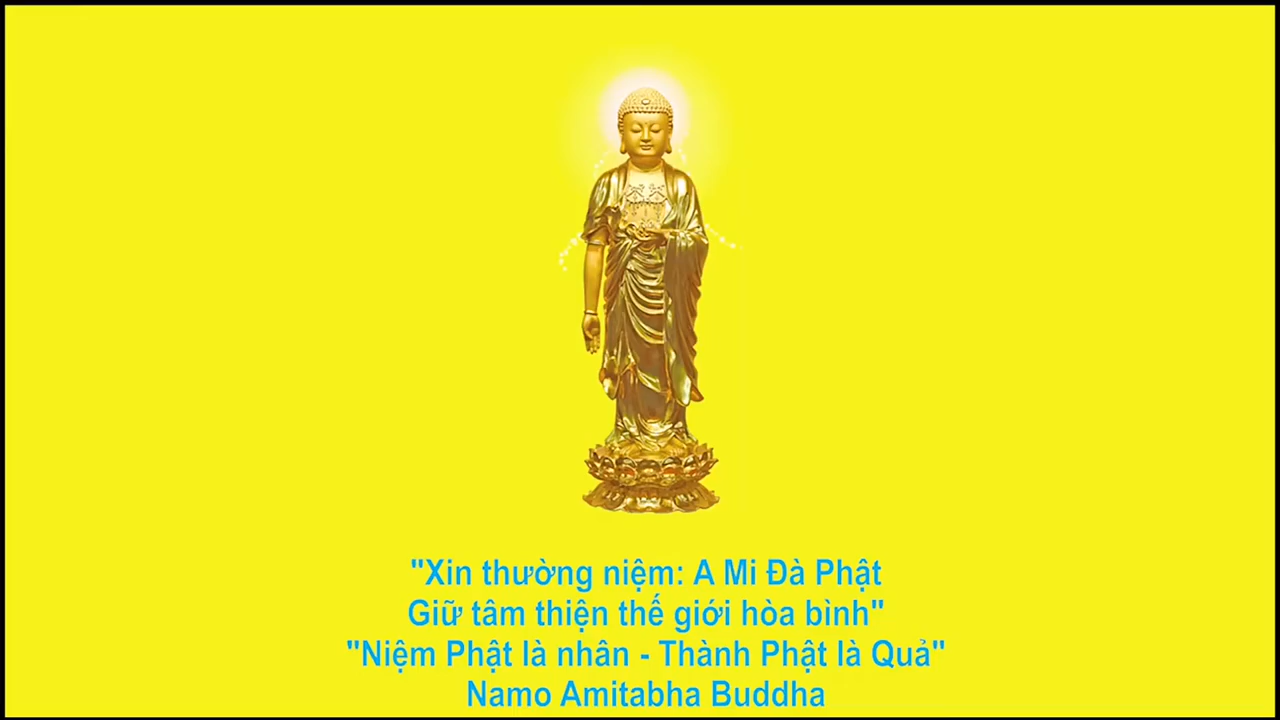 "Xin thường niệm: A Mi Đà Phật
Giữ tâm thiện thế giới hòa bình"
"Niệm Phật là nhân - Thành Phật là Quả"
Namo Amitabha Buddha